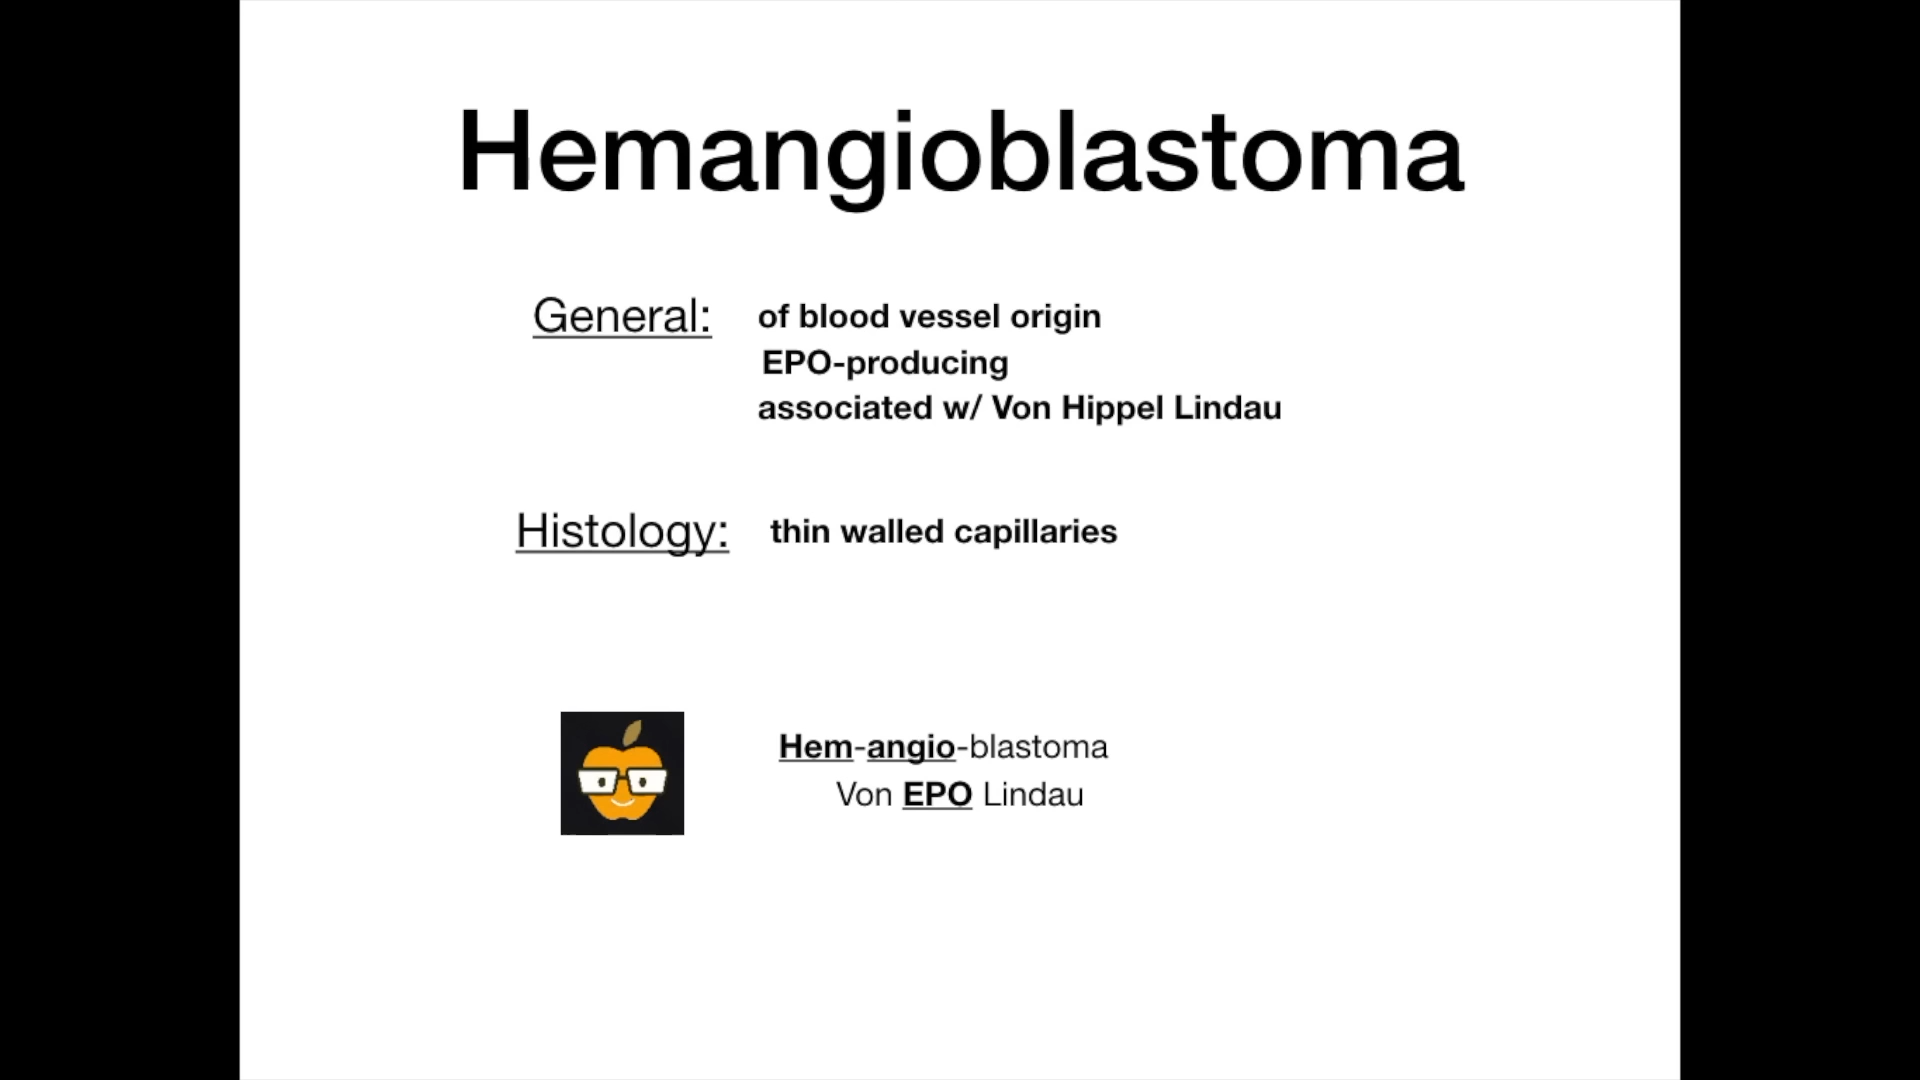 Hemangioblastoma
General: of blood vessel origin
EPO-producing
associated w/ Von Hippel Lindau
Histology: thin walled capillaries
Hem-angio-blastoma
Von EPO Lindau